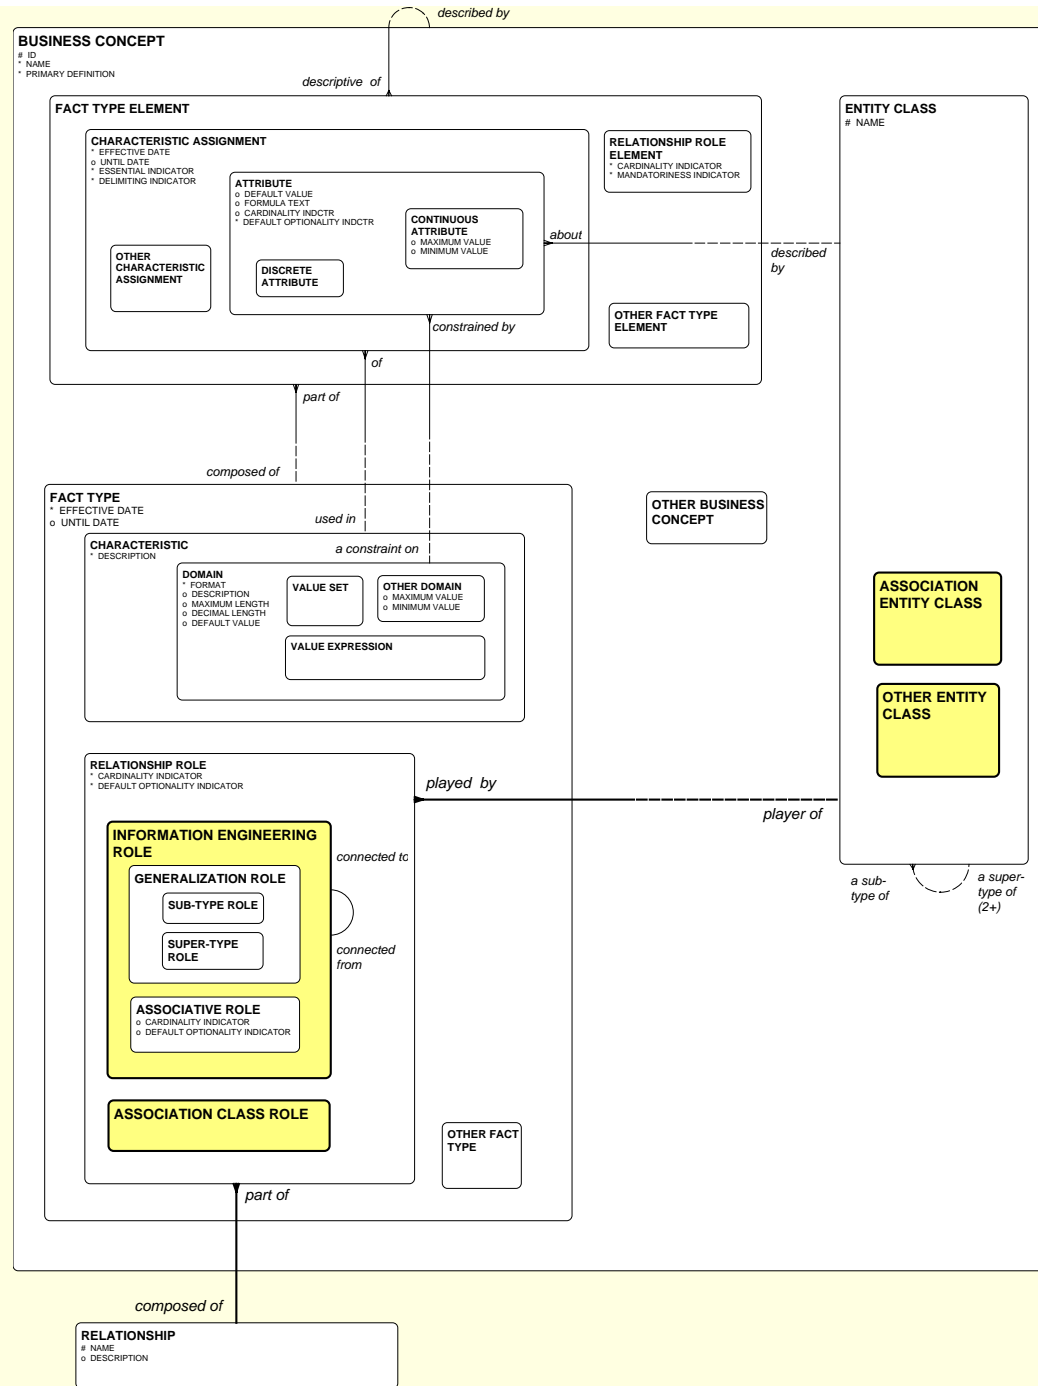 described by
BUSINESS CONCEPT
# ID
* NAME
* PRIMARY DEFINITION
descriptive of
FACT TYPE ELEMENT
CHARACTERISTIC ASSIGNMENT
* EFFECTIVE DATE
o UNTIL DATE
* ESSENTIAL INDICATOR
* DELIMITING INDICATOR
ATTRIBUTE
o DEFAULT VALUE
o FORMULA TEXT
o CARDINALITY INDCTR
* DEFAULT OPTIONALITY INDCTR
CONTINUOUS
ATTRIBUTE
o MAXIMUM VALUE
o MINIMUM VALUE
DISCRETE
ATTRIBUTE
OTHER
CHARACTERISTIC
ASSIGNMENT
RELATIONSHIP ROLE
ELEMENT
* CARDINALITY INDICATOR
* MANDATORINESS INDICATOR
OTHER FACT TYPE
ELEMENT
ENTITY CLASS
# NAME
about
described
by
constrained by
of
part of
composed of
used in
a constraint on
FACT TYPE
* EFFECTIVE DATE
o UNTIL DATE
CHARACTERISTIC
* DESCRIPTION
DOMAIN
* FORMAT
o DESCRIPTION
o MAXIMUM LENGTH
o DECIMAL LENGTH
o DEFAULT VALUE
VALUE SET
OTHER DOMAIN
o MAXIMUM VALUE
o MINIMUM VALUE
VALUE EXPRESSION
OTHER BUSINESS
CONCEPT
ASSOCIATION
ENTITY CLASS
OTHER ENTITY
CLASS
RELATIONSHIP ROLE
* CARDINALITY INDICATOR
* DEFAULT OPTIONALITY INDICATOR
played by
player of
INFORMATION ENGINEERING
ROLE
GENERALIZATION ROLE
SUB-TYPE ROLE
SUPER-TYPE
ROLE
connected to
connected
from
ASSOCIATIVE ROLE
o CARDINALITY INDICATOR
o DEFAULT OPTIONALITY INDICATOR
a sub-
type of
a super-
type of
(2+)
ASSOCIATION CLASS ROLE
OTHER FACT
TYPE
part of
composed of
RELATIONSHIP
# NAME
o DESCRIPTION